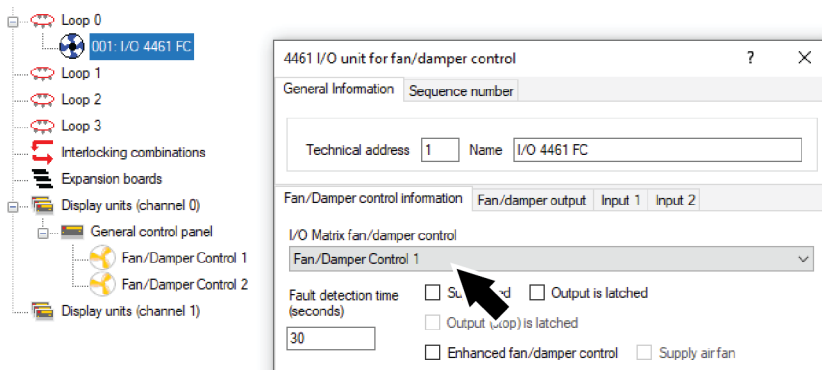 Loop 0
001: I/O 4461 FC
Loop 1
Loop 2
Loop 3
Interlocking combinations
Expansion boards
Display units (channel 0)
General control panel
Fan/Damper Control 1
Fan/Damper Control 2
Display units (channel 1)
4461 I/O unit for fan/damper control ? ×
General Information Sequence number
Technical address 1 Name I/O 4461 FC
Fan/Damper control information Fan/damper output Input 1 Input 2
I/O Matrix fan/damper control
Fan/Damper Control 1
Fault detection time
(seconds)
30
Output is latched
Output (stop) is latched
Enhanced fan/damper control Supply air fan